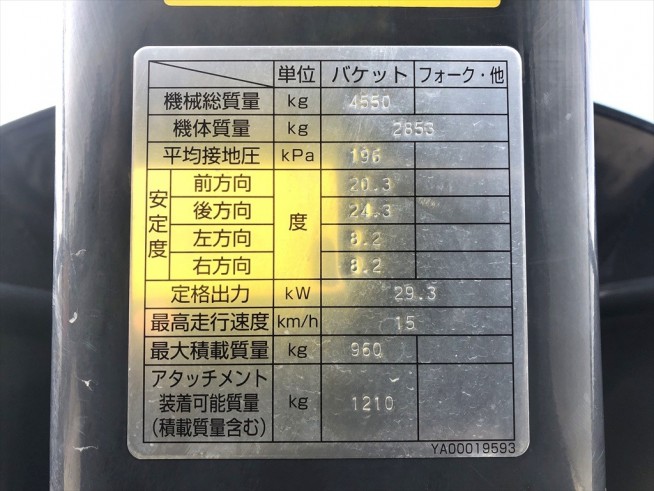 単位 バケット フォーク・他
機械総質量 kg 4550
機体質量 kg 2853
平均接地圧 kPa 196
安定度 前方向 度 20.3
後方向 24.3
左方向 8.2
右方向 8.2
定格出力 kW 29.3
最高走行速度 km/h 15
最大積載質量 kg 960
アタッチメント
装着可能質量 kg 1210
(積載質量含む)
YA00019593